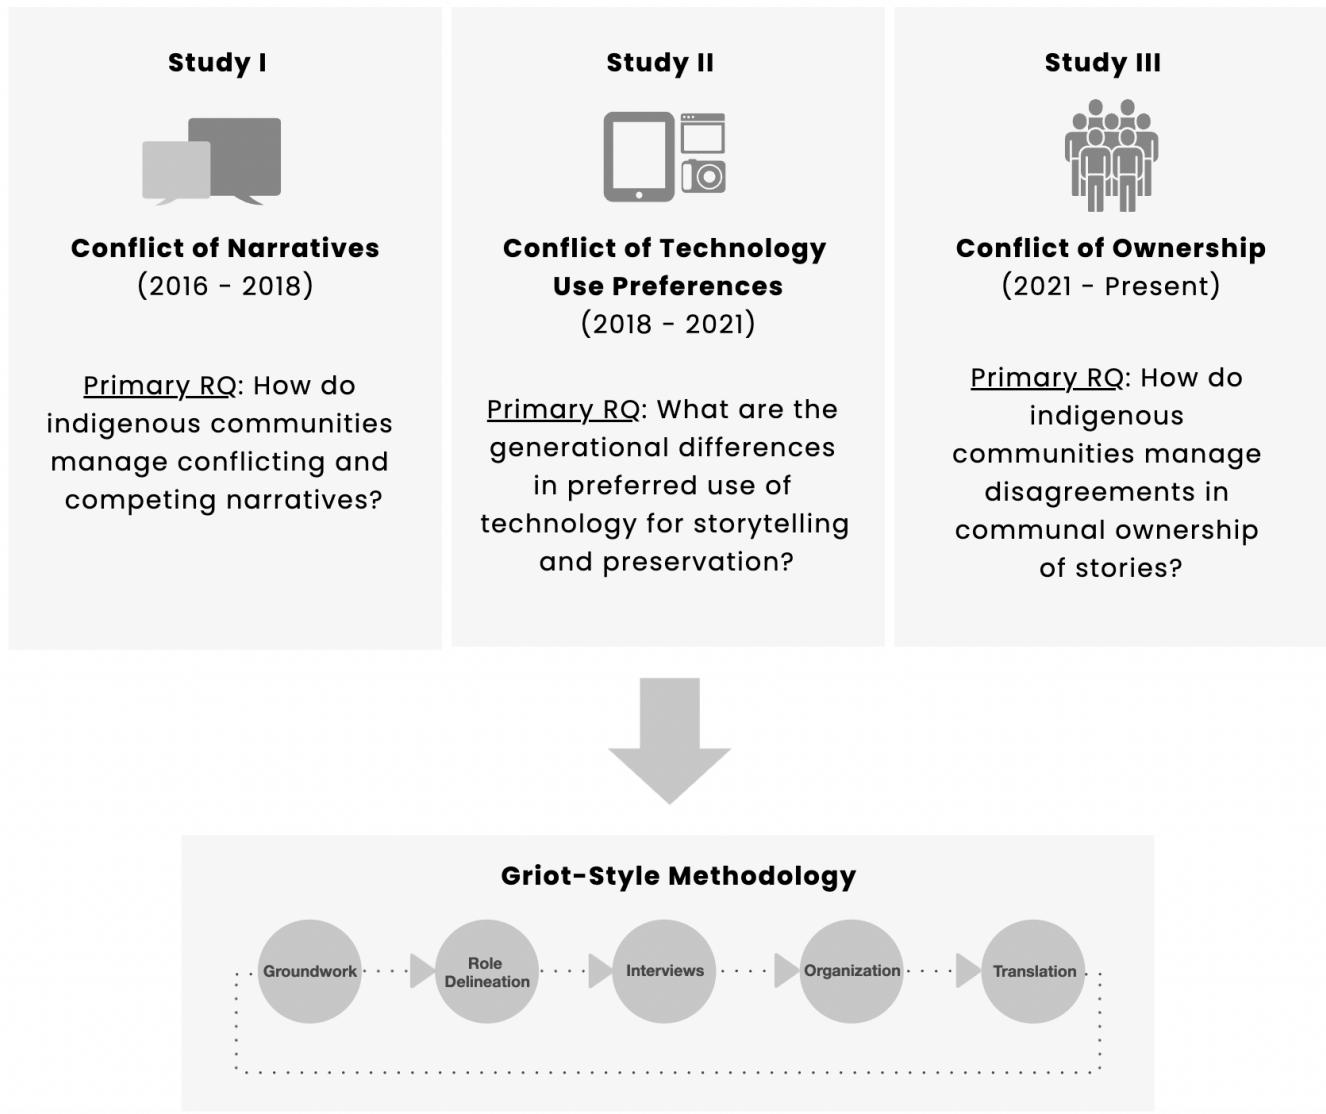 Study I
Conflict of Narratives
(2016 - 2018)
Primary RQ: How do
indigenous communities
manage conflicting and
competing narratives?
Study II
Conflict of Technology
Use Preferences
(2018 - 2021)
Primary RQ: What are the
generational differences
in preferred use of
technology for storytelling
and preservation?
Study III
Conflict of Ownership
(2021 - Present)
Primary RQ: How do
indigenous
communities manage
disagreements in
communal ownership
of stories?
Griot-Style Methodology
Groundwork
Role
Delineation
Interviews
Organization
Translation